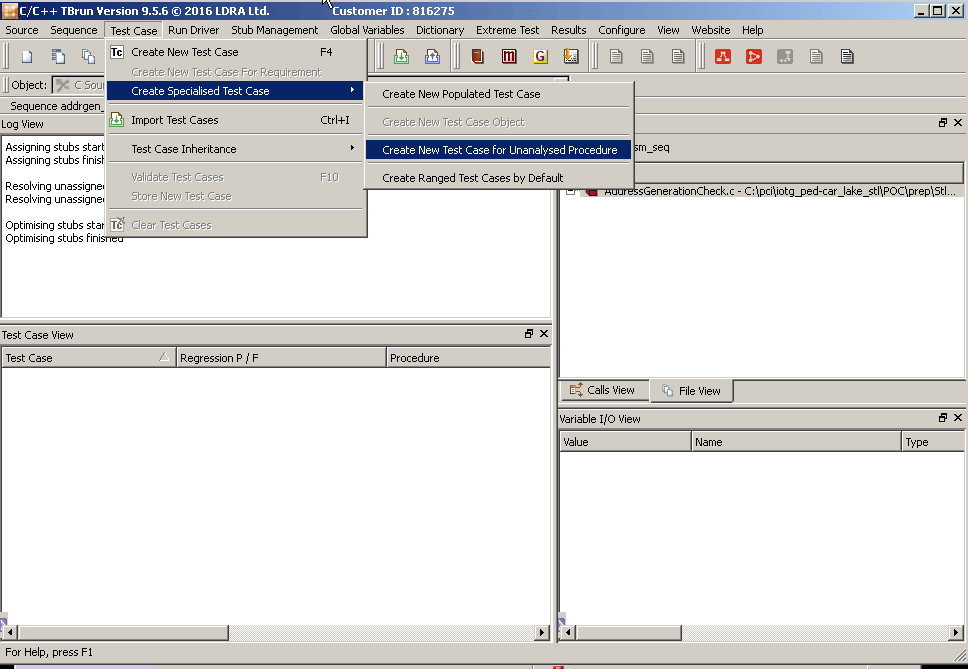 C/C++ TBrun Version 9.5.6 © 2016 LDRA Ltd. Customer ID : 816275
Source Sequence Test Case Run Driver Stub Management Global Variables Dictionary Extreme Test Results Configure View Website Help
Tc Create New Test Case F4
Create New Test Case For Requirement
Create Specialised Test Case
Import Test Cases Ctrl+I
Test Case Inheritance
Validate Test Cases F10
Store New Test Case
Tc Clear Test Cases
Create New Populated Test Case
Create New Test Case Object
Create New Test Case for Unanalysed Procedure
Create Ranged Test Cases by Default
m G
Object: C Sou
Sequence addrgen_
Log View
Assigning stubs start
Assigning stubs finish
Resolving unassigned
Resolving unassigned
Optimising stubs star
Optimising stubs finished
sm_seq
AddressGenerationCheck.c - C:\pci\iotg_ped-car_lake_stl\POC\prep\Stl...
Test Case View
Test Case Regression P / F Procedure
Calls View File View
Variable I/O View
Value Name Type
For Help, press F1